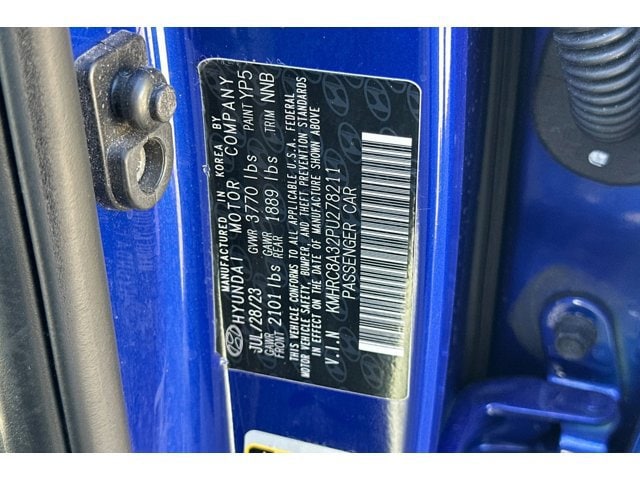 MANUFACTURED IN KOREA BY
HYUNDAI MOTOR COMPANY
JUL/28/23 GVWR 3770 lbs PAINT YP5
GAWR FRONT 2101 lbs GAWR REAR 1889 lbs TRIM NNB
THIS VEHICLE CONFORMS TO ALL APPLICABLE U.S.A. FEDERAL
MOTOR VEHICLE SAFETY, BUMPER, AND THEFT PREVENTION STANDARDS
IN EFFECT ON THE DATE OF MANUFACTURE SHOWN ABOVE
V.I.N KMHRC8A32PU278211
PASSENGER CAR